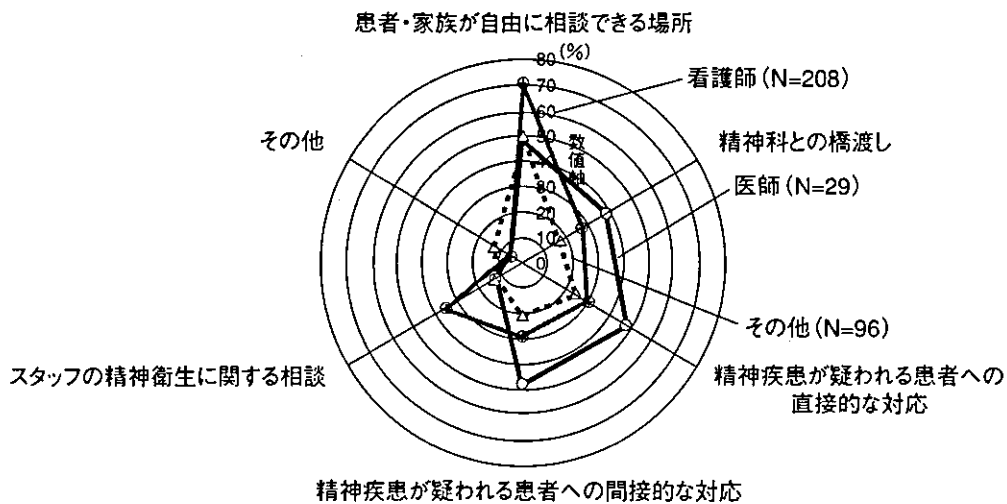 患者・家族が自由に相談できる場所
80 (%)
70
60
50
40
30
20
10
0
数値軸
看護師(N=208)
精神科との橋渡し
医師(N=29)
その他(N=96)
精神疾患が疑われる患者への
直接的な対応
精神疾患が疑われる患者への間接的な対応
スタッフの精神衛生に関する相談
その他